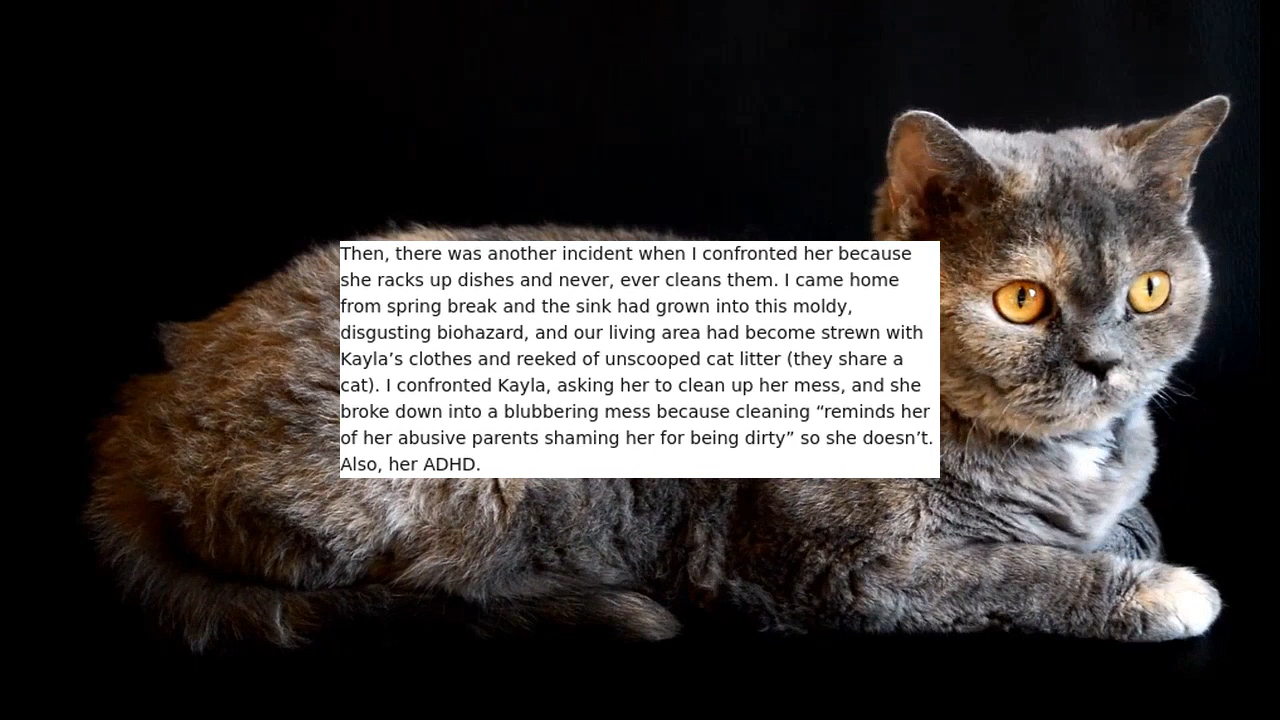 Then, there was another incident when I confronted her because
she racks up dishes and never, ever cleans them. I came home
from spring break and the sink had grown into this moldy,
disgusting biohazard, and our living area had become strewn with
Kayla’s clothes and reeked of unscooped cat litter (they share a
cat). I confronted Kayla, asking her to clean up her mess, and she
broke down into a blubbering mess because cleaning “reminds her
of her abusive parents shaming her for being dirty” so she doesn’t.
Also, her ADHD.